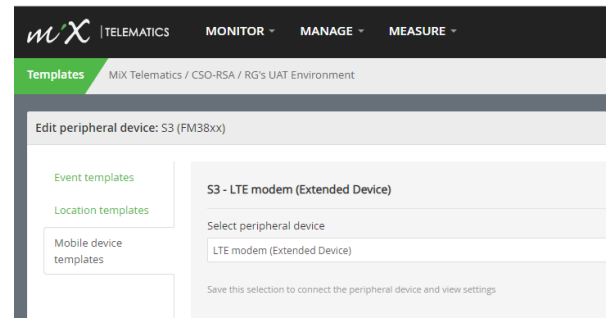 MiX | TELEMATICS MONITOR MANAGE MEASURE
Templates MiX Telematics / CSO-RSA / RG's UAT Environment
Edit peripheral device: S3 (FM38xx)
Event templates
Location templates
Mobile device
templates
S3 - LTE modem (Extended Device)
Select peripheral device
LTE modem (Extended Device)
Save this selection to connect the peripheral device and view settings